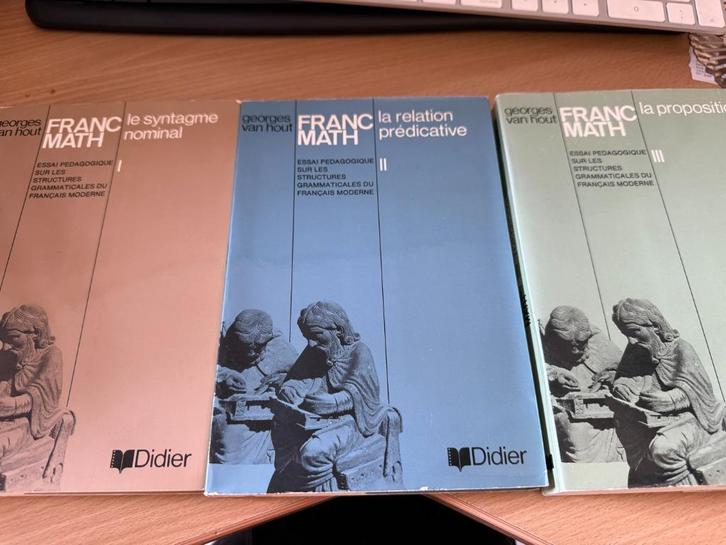 georges
van hout
FRANC
MATH
le syntagme
nominal
ESSAI PEDAGOGIQUE
SUR LES
STRUCTURES
GRAMMATICALES DU
FRANÇAIS MODERNE
I
Didier
georges
van hout
FRANC
MATH
la relation
prédicative
ESSAI PEDAGOGIQUE
SUR LES
STRUCTURES
GRAMMATICALES DU
FRANÇAIS MODERNE
II
Didier
georges
van hout
FRANC
MATH
la propositio
ESSAI PEDAGOGIQUE
SUR LES
STRUCTURES
GRAMMATICALES DU
FRANÇAIS MODERNE
III